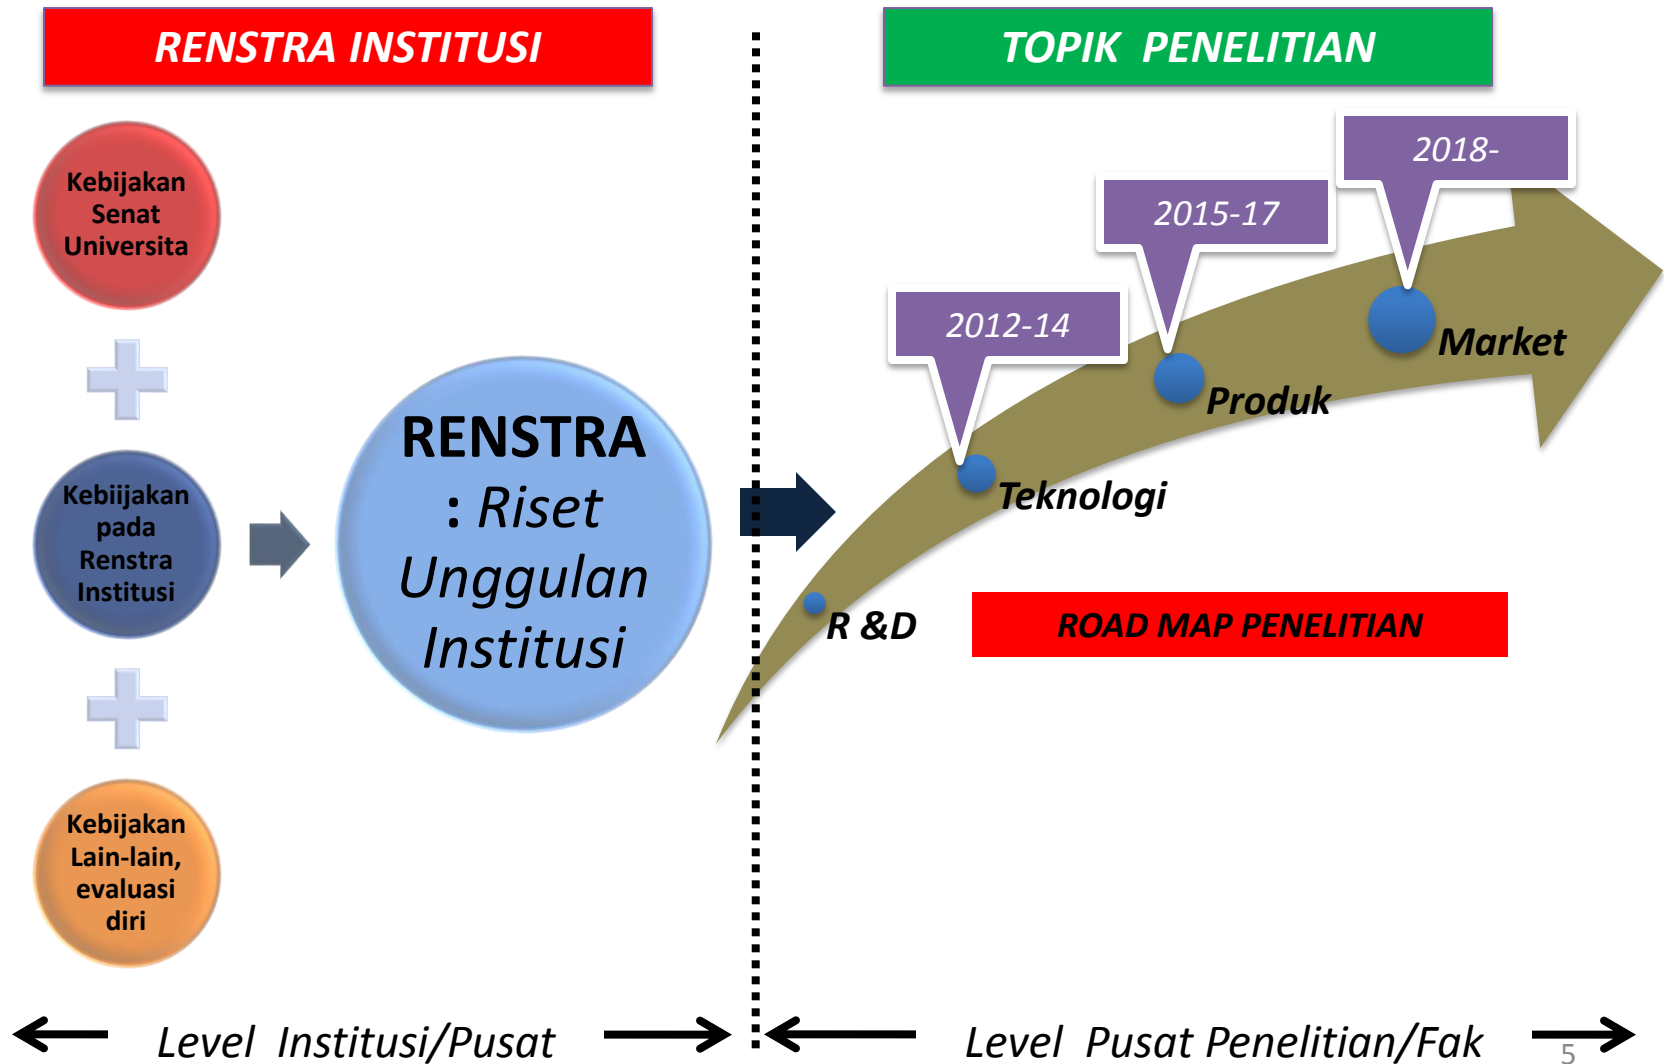 RENSTRA INSTITUSI
Kebijakan
Senat
Universita
Kebiijakan
pada
Renstra
Institusi
Kebijakan
Lain-lain,
evaluasi
diri
RENSTRA
: Riset
Unggulan
Institusi
Level Institusi/Pusat
TOPIK PENELITIAN
2018-
2015-17
2012-14
Market
Produk
Teknologi
R &D
ROAD MAP PENELITIAN
Level Pusat Penelitian/Fak
5